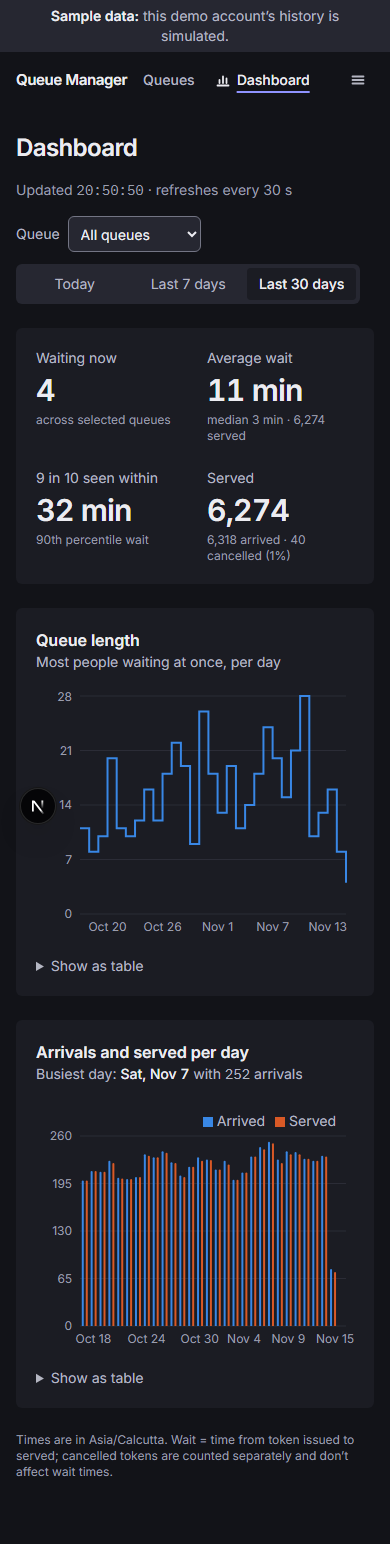 Sample data: this demo account's history is
simulated.
Queue Manager Queues Dashboard
Dashboard
Updated 20:50:50 · refreshes every 30 s
Queue All queues
Today Last 7 days Last 30 days
Waiting now
4
across selected queues
Average wait
11 min
median 3 min · 6,274
served
9 in 10 seen within
32 min
90th percentile wait
Served
6,274
6,318 arrived · 40
cancelled (1%)
Queue length
Most people waiting at once, per day
28
21
14
7
0
Oct 20 Oct 26 Nov 1 Nov 7 Nov 13
N
▶ Show as table
Arrivals and served per day
Busiest day: Sat, Nov 7 with 252 arrivals
Arrived Served
260
195
130
65
0
Oct 18 Oct 24 Oct 30 Nov 4 Nov 9 Nov 15
▶ Show as table
Times are in Asia/Calcutta. Wait = time from token issued to
served; cancelled tokens are counted separately and don't
affect wait times.